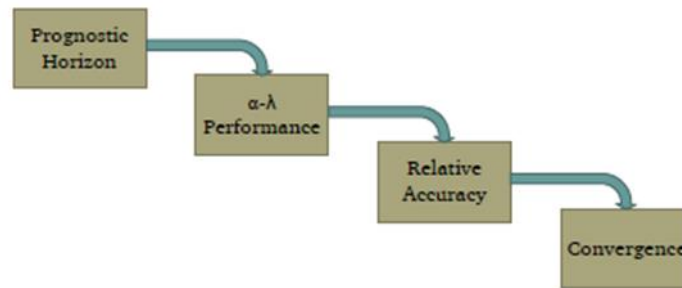 Prognostic
Horizon
α-λ
Performance
Relative
Accuracy
Convergence